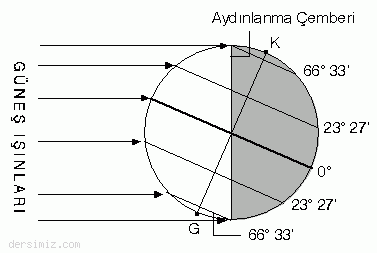 Aydınlanma Çemberi
K
66° 33'
GÜNEŞ IŞINLARI
23° 27'
0°
23° 27'
G
66° 33'
dersimiz.com